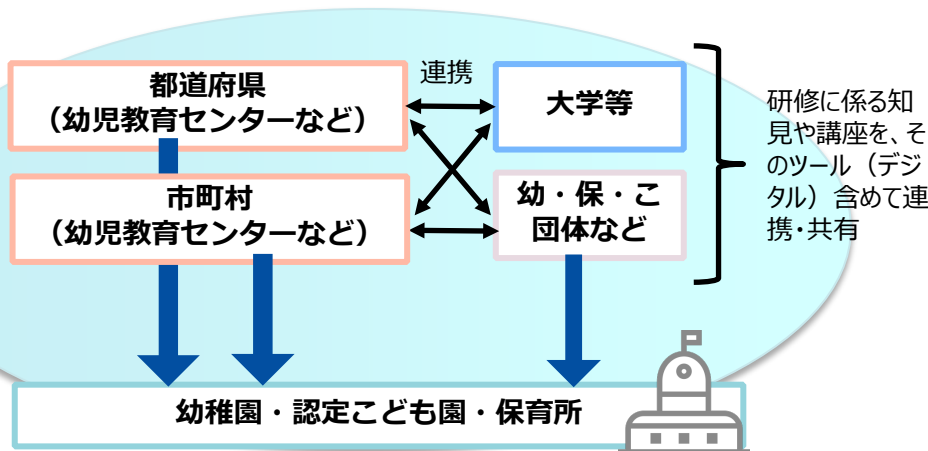 都道府県
（幼児教育センターなど）
連携
大学等
市町村
（幼児教育センターなど）
幼・保・こ
団体など
研修に係る知
見や講座を、そ
のツール（デジ
タル）含めて連
携・共有
幼稚園・認定こども園・保育所